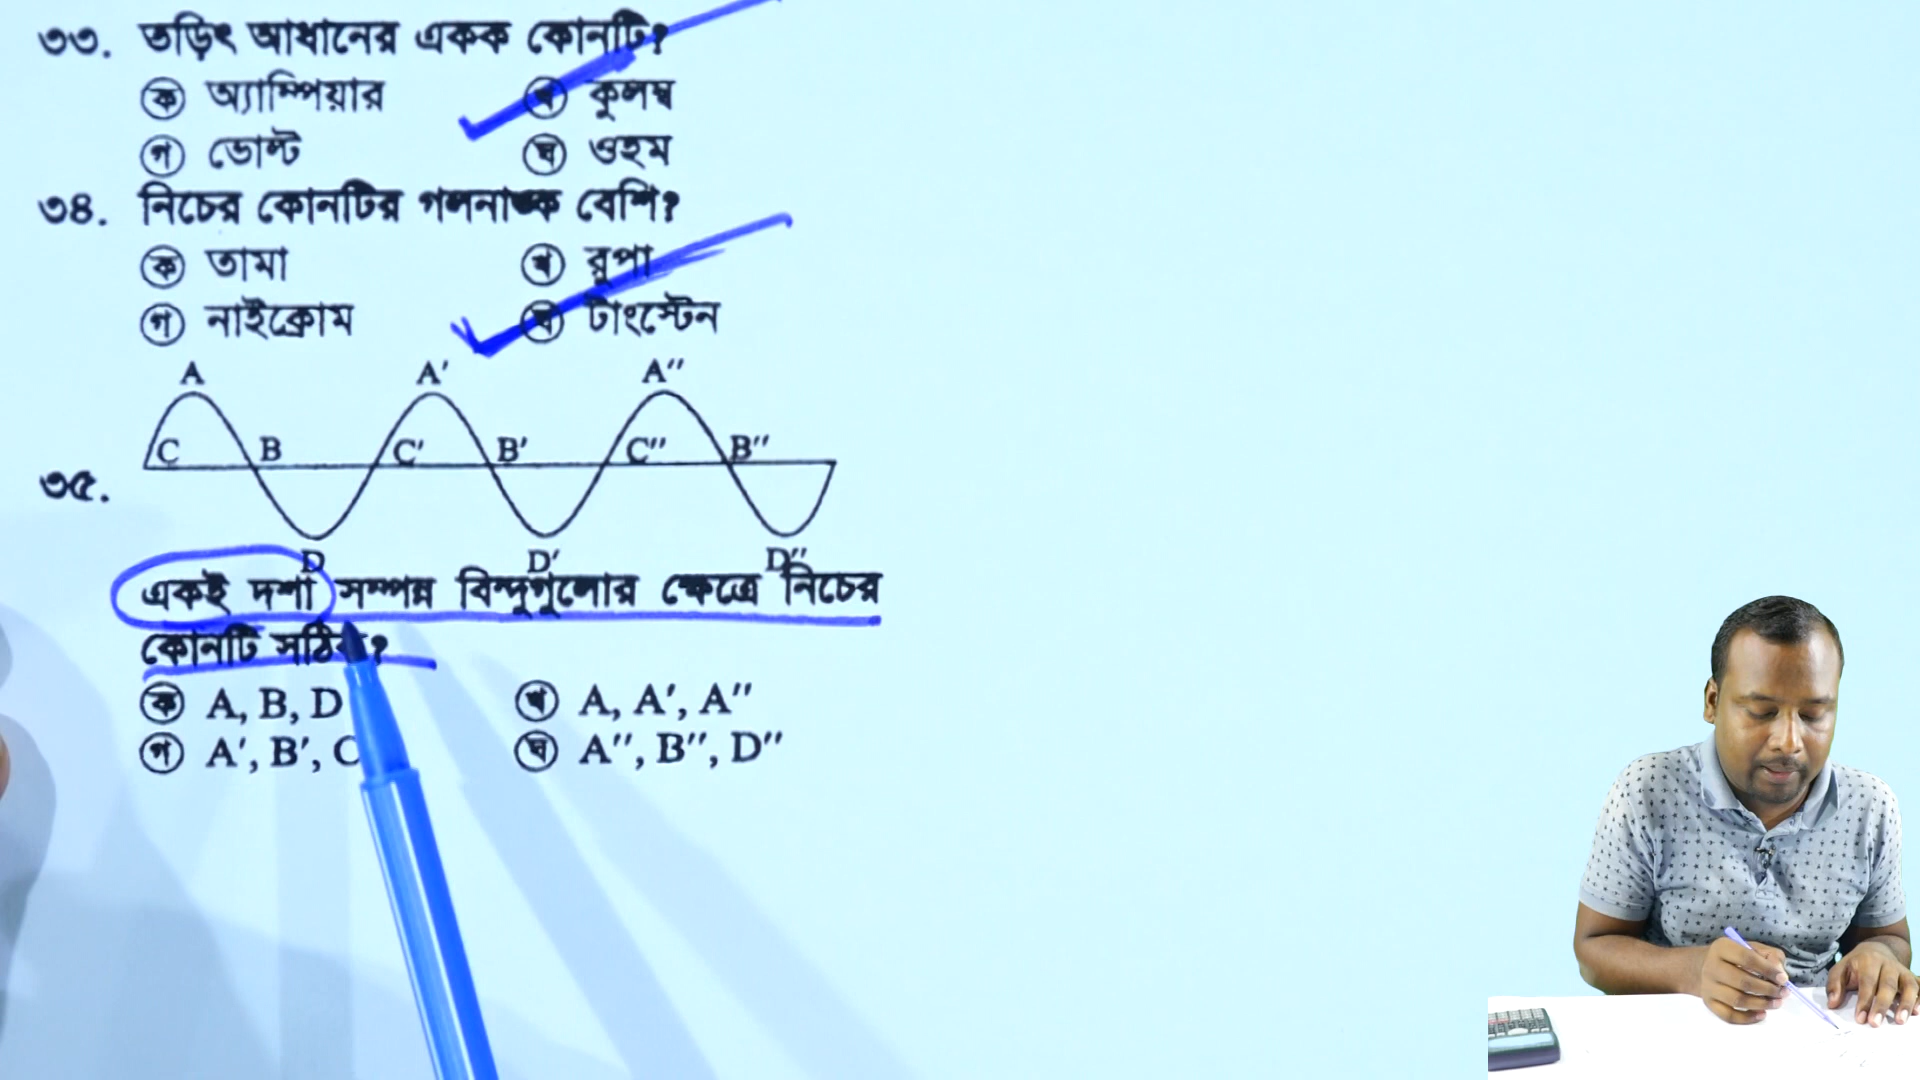 ৩৩. তড়িৎ আধানের একক কোনটি?
ক অ্যাম্পিয়ার খ কুলম্ব
গ ভোল্ট ঘ ওহম
৩৪. নিচের কোনটির গলনাঙ্ক বেশি?
ক তামা খ রুপা
গ নাইক্রোম ঘ টাংস্টেন
A A′ A″
C B C′ B′ C″ B″
৩৫.
D D′ D″
একই দশা সম্পন্ন বিন্দুগুলোর ক্ষেত্রে নিচের
কোনটি সঠিক?
ক A, B, D খ A, A′, A″
গ A′, B′, C ঘ A″, B″, D″